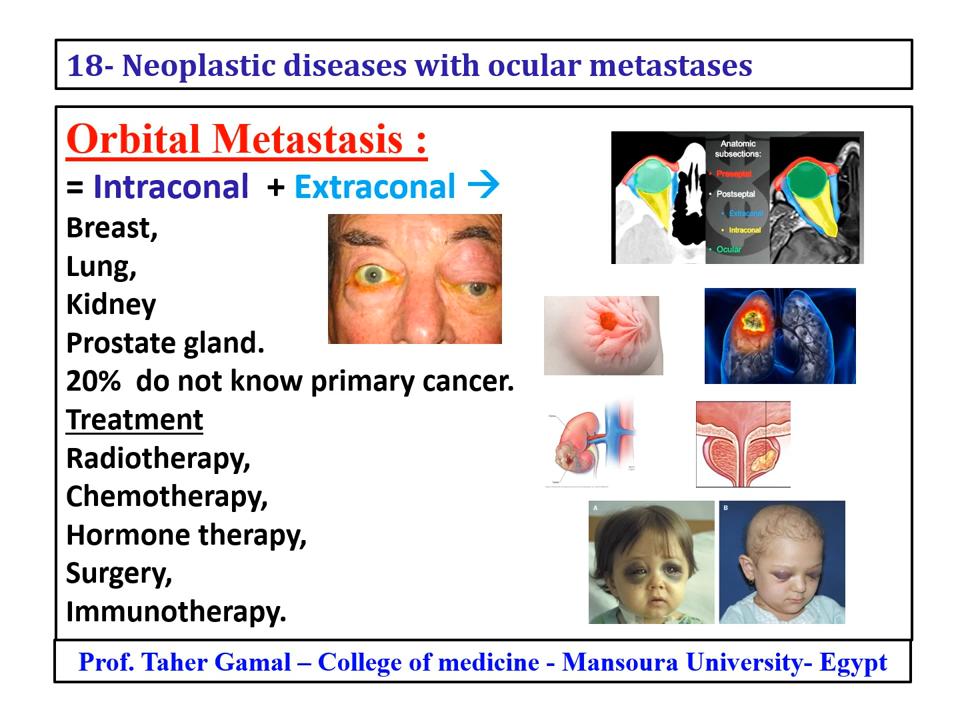 18- Neoplastic diseases with ocular metastases
Orbital Metastasis :
= Intraconal + Extraconal →
Breast,
Lung,
Kidney
Prostate gland.
20% do not know primary cancer.
Treatment
Radiotherapy,
Chemotherapy,
Hormone therapy,
Surgery,
Immunotherapy.
Anatomic
subsections:
• Preseptal
• Postseptal
• Extraconal
• Intraconal
• Ocular
A
B
Prof. Taher Gamal – College of medicine - Mansoura University- Egypt